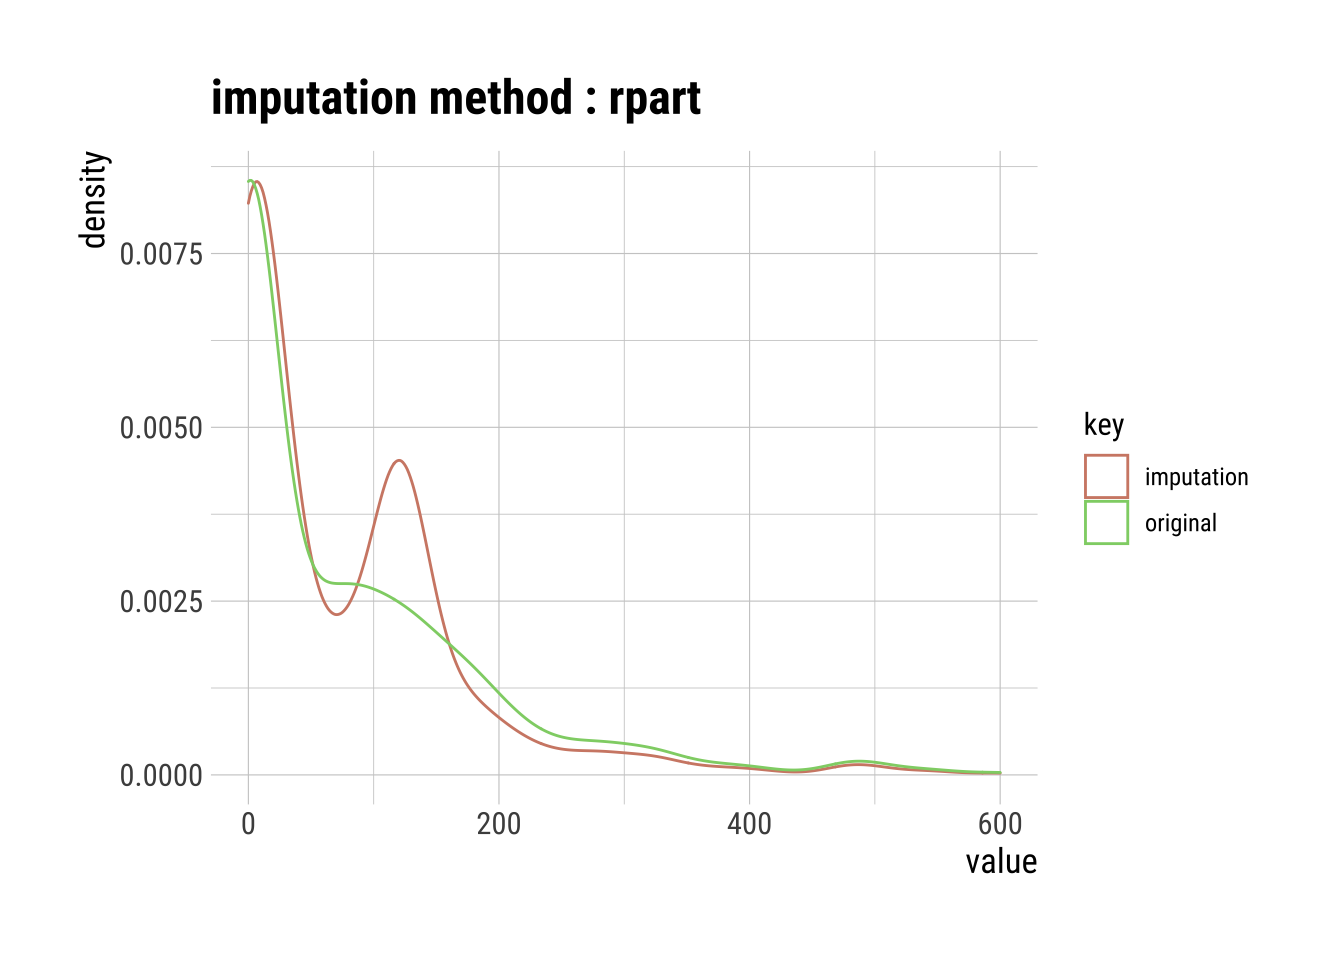 imputation method : rpart
density
0.0075
0.0050
0.0025
0.0000
0
200
400
600
value
key
imputation
original